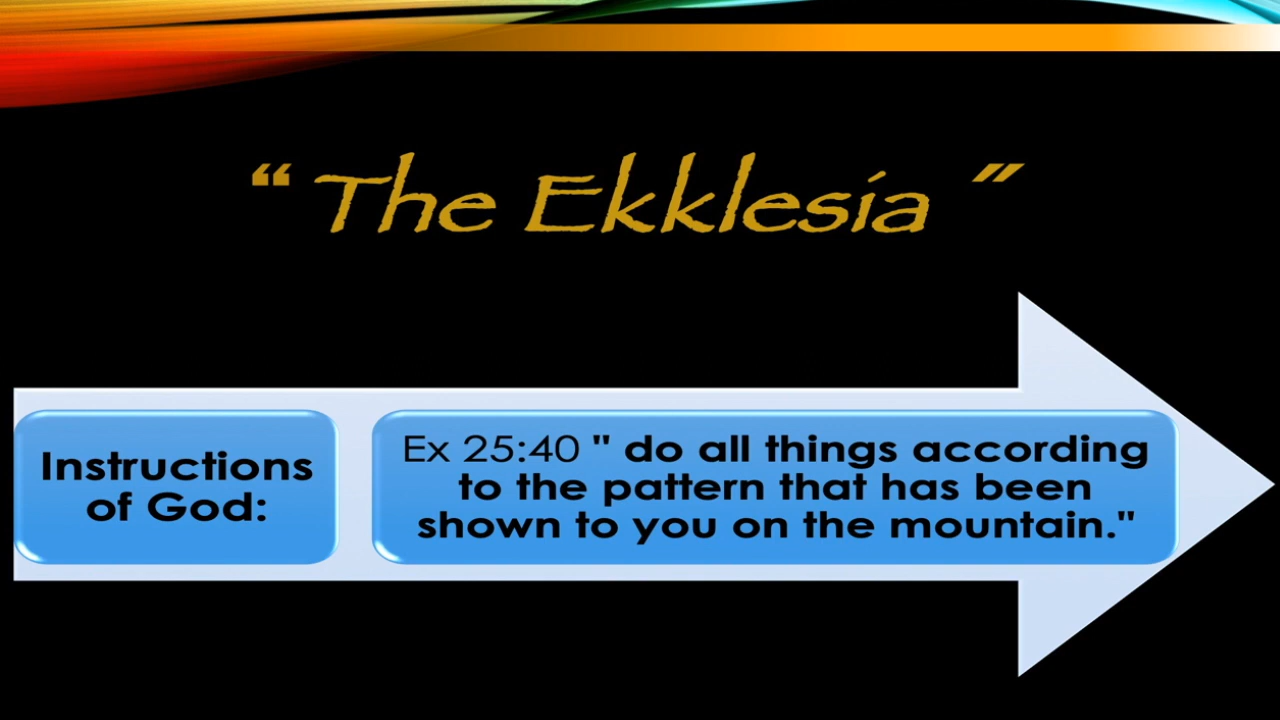 “ The Ekklesia ”
Instructions
of God:
Ex 25:40 " do all things according
to the pattern that has been
shown to you on the mountain."